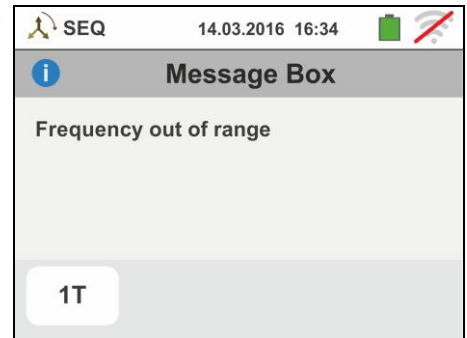 SEQ 14.03.2016 16:34
Message Box
Frequency out of range
1T